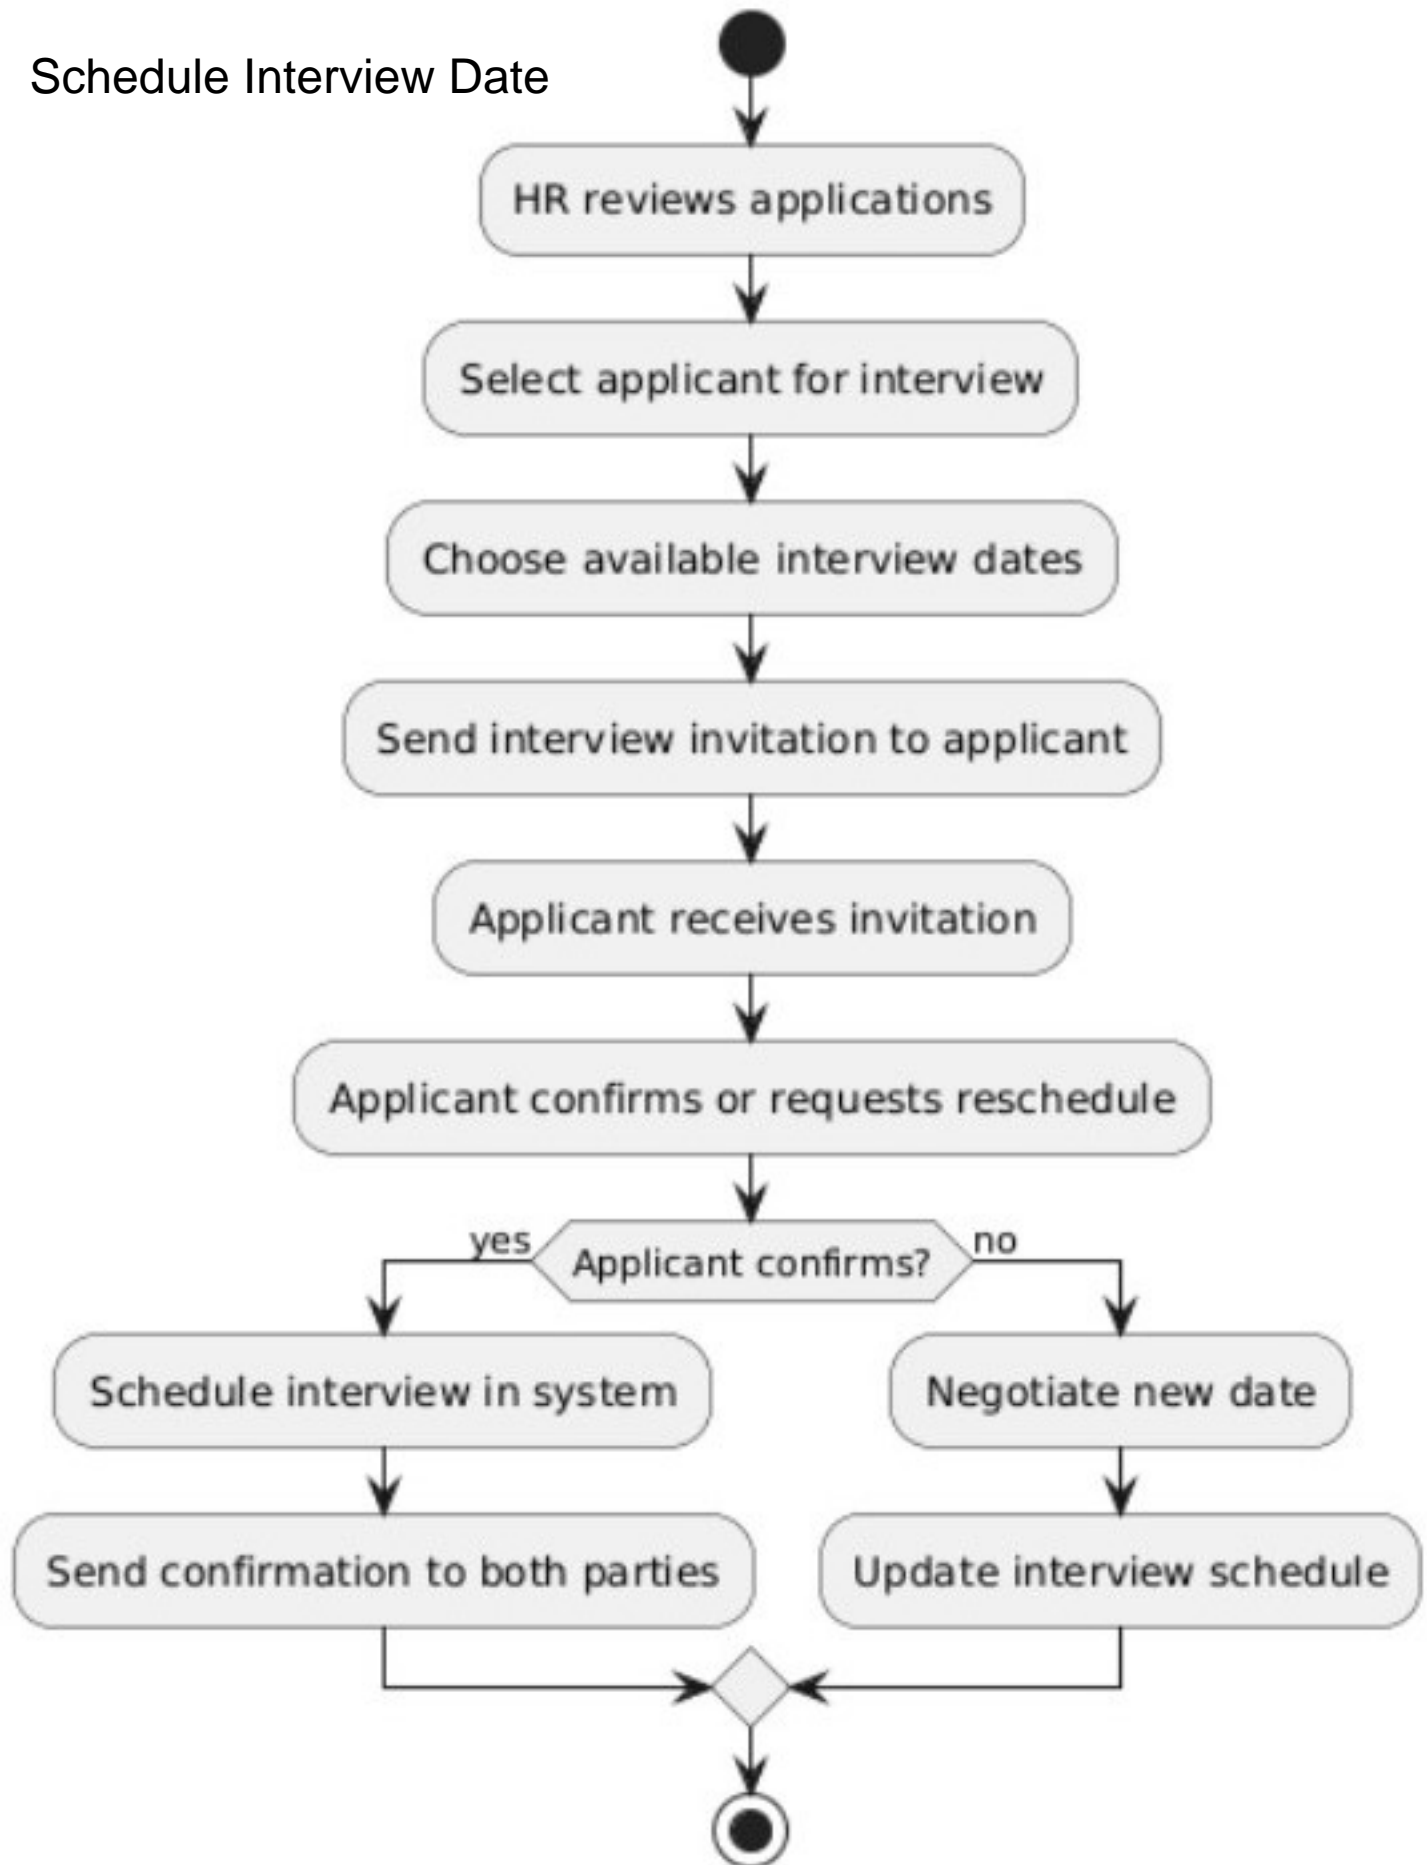 Schedule Interview Date
HR reviews applications
Select applicant for interview
Choose available interview dates
Send interview invitation to applicant
Applicant receives invitation
Applicant confirms or requests reschedule
yes
Applicant confirms?
no
Schedule interview in system
Negotiate new date
Send confirmation to both parties
Update interview schedule